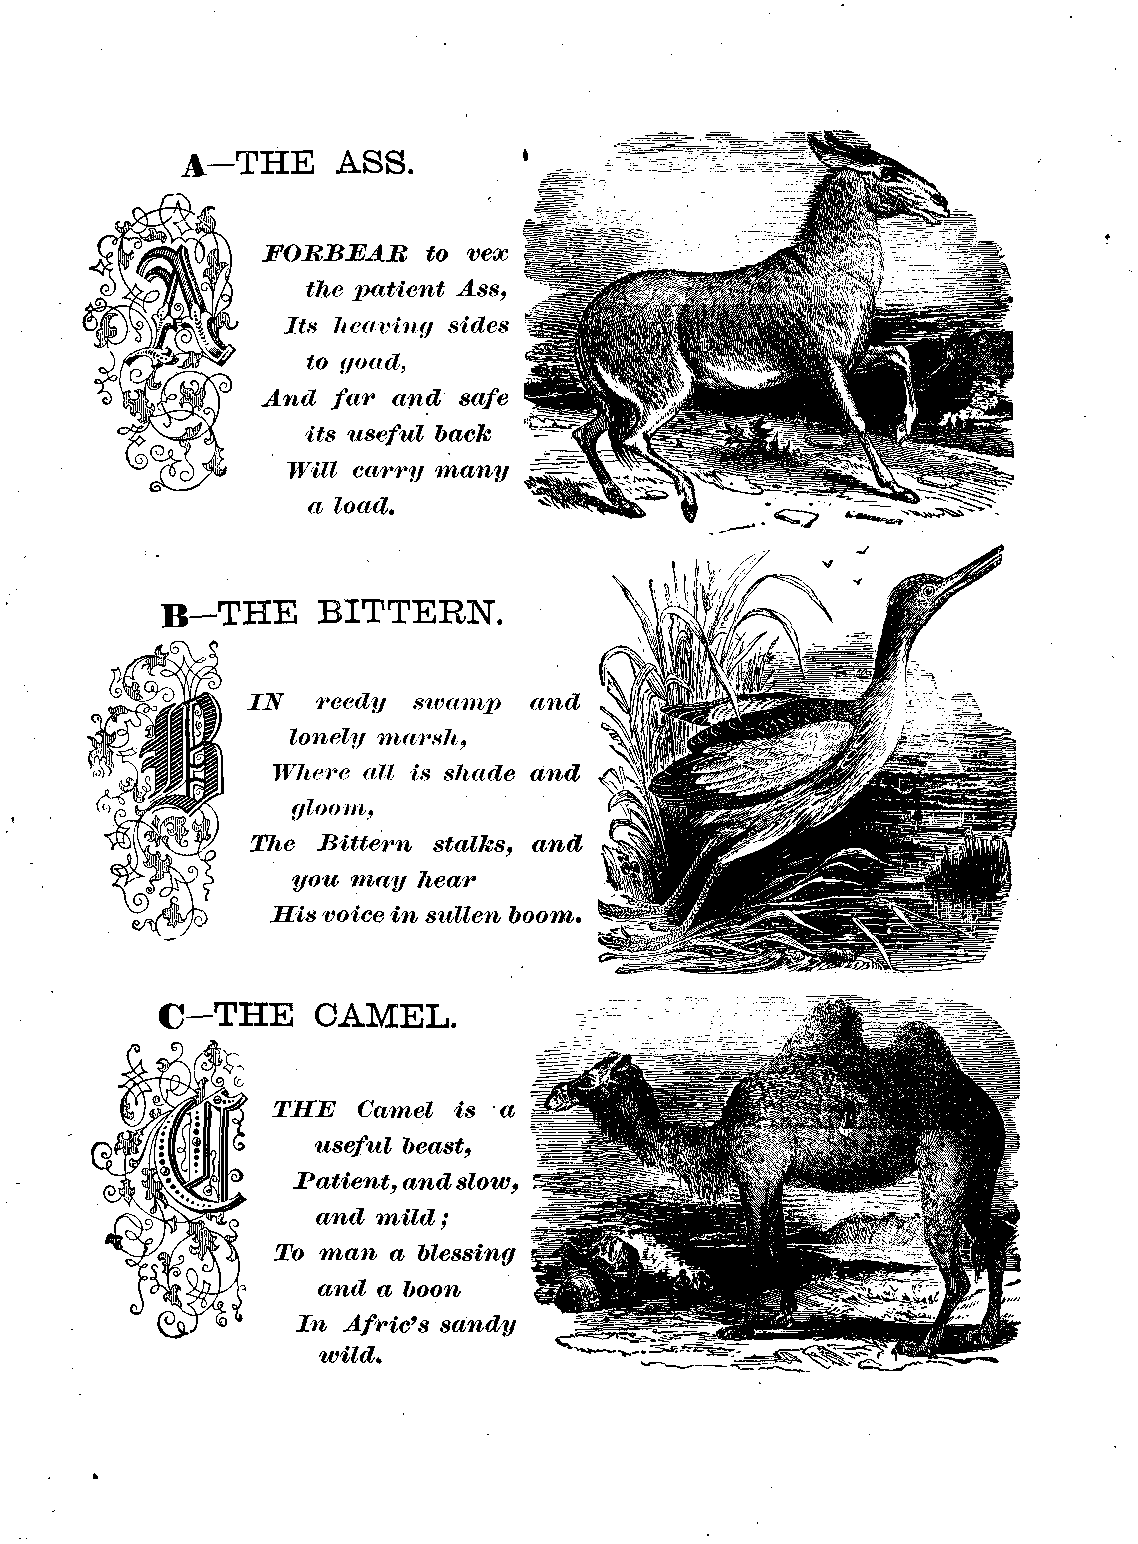 A—THE ASS.
A
FORBEAR to vex
the patient Ass,
Its heaving sides
to goad,
And far and safe
its useful back
Will carry many
a load.
B—THE BITTERN.
B
IN reedy swamp and
lonely marsh,
Where all is shade and
gloom,
The Bittern stalks, and
you may hear
His voice in sullen boom.
C—THE CAMEL.
C
THE Camel is a
useful beast,
Patient, and slow,
and mild;
To man a blessing
and a boon
In Afric's sandy
wild.